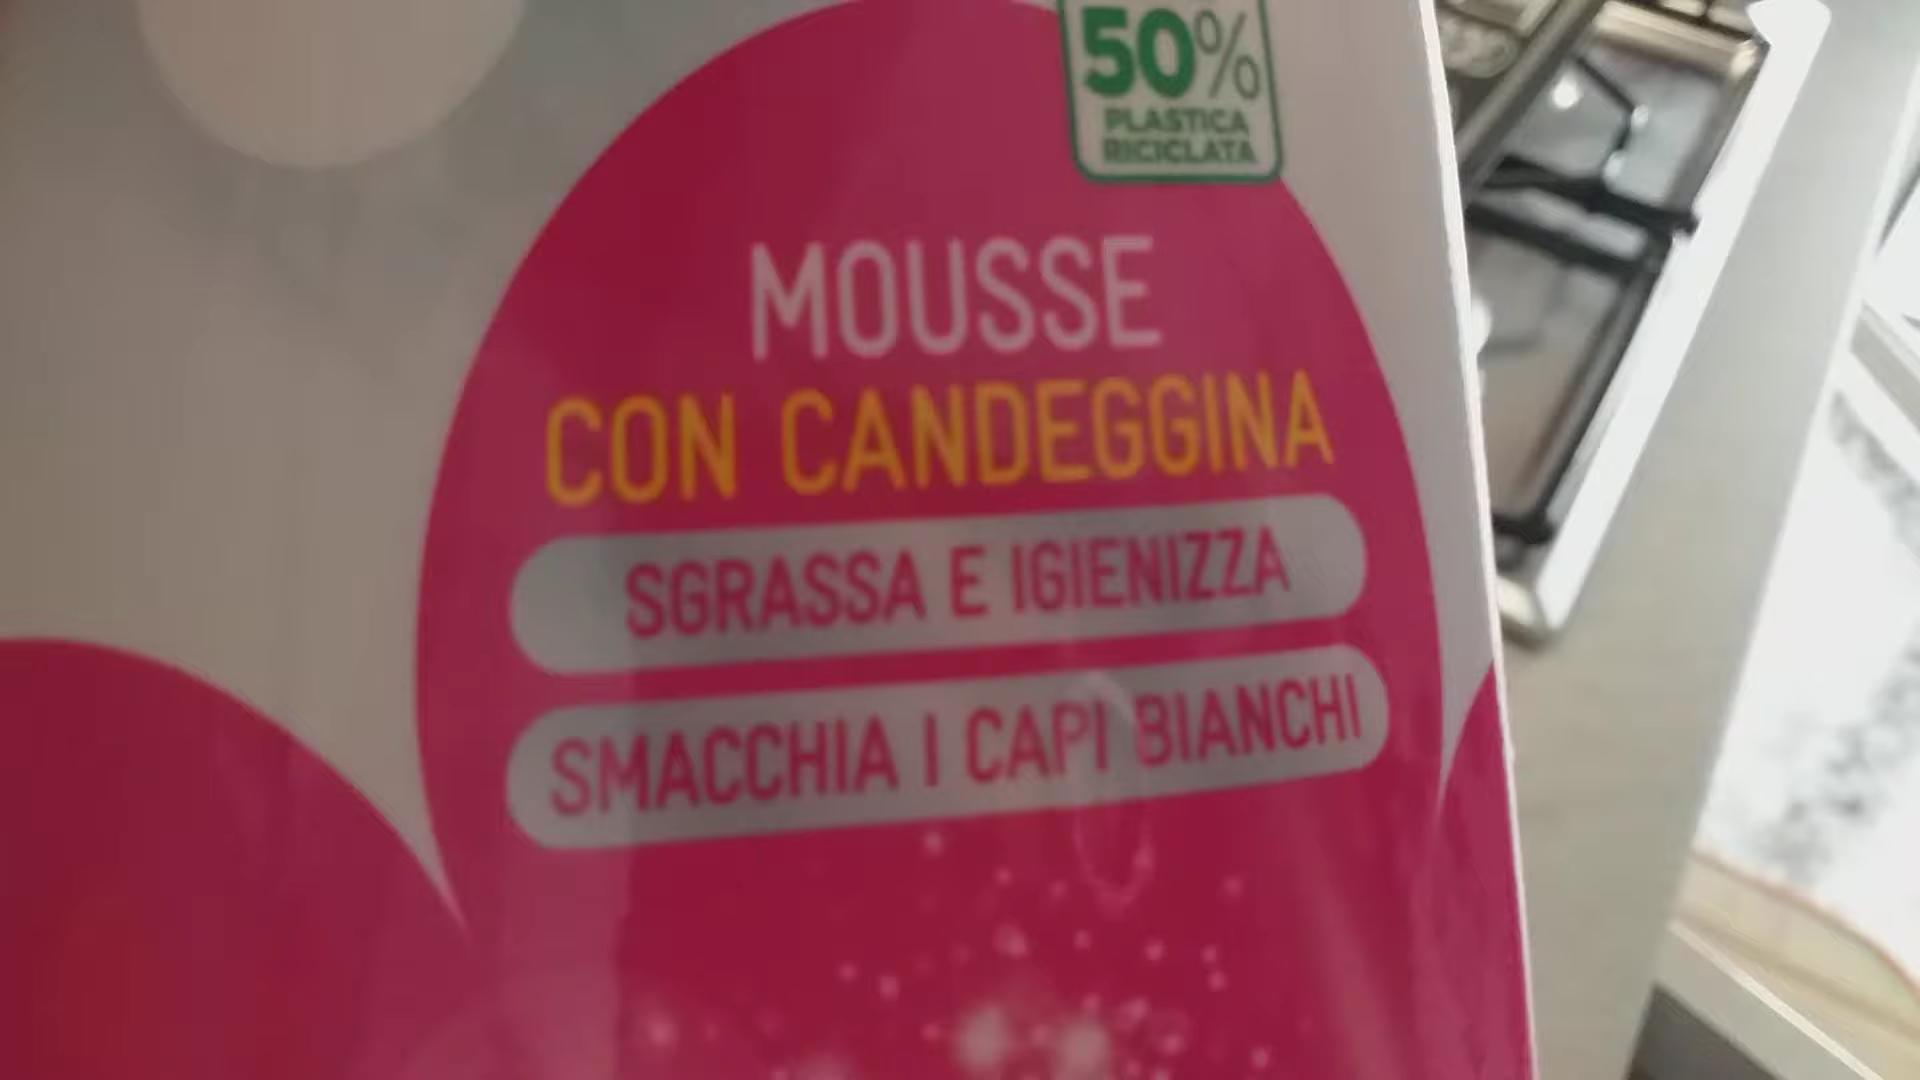 50%
PLASTICA
RICICLATA
MOUSSE
CON CANDEGGINA
SGRASSA E IGIENIZZA
SMACCHIA I CAPI BIANCHI